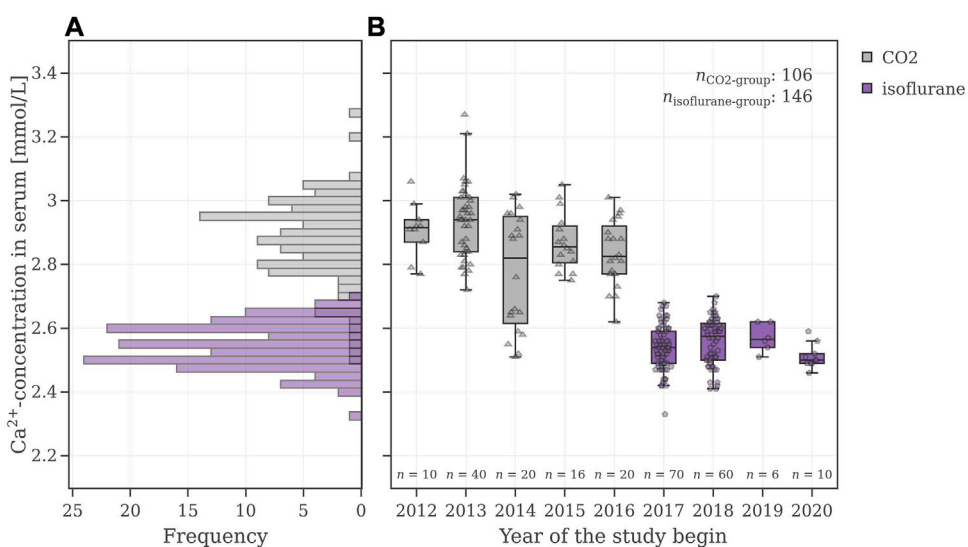 A
B
Ca2+-concentration in serum [mmol/L]
3.4
3.2
3
2.8
2.6
2.4
2.2
25 20 15 10 5 0
Frequency
nCO2-group: 106
nisoflurane-group: 146
CO2
isoflurane
n = 10 n = 40 n = 20 n = 16 n = 20 n = 70 n = 60 n = 6 n = 10
2012 2013 2014 2015 2016 2017 2018 2019 2020
Year of the study begin